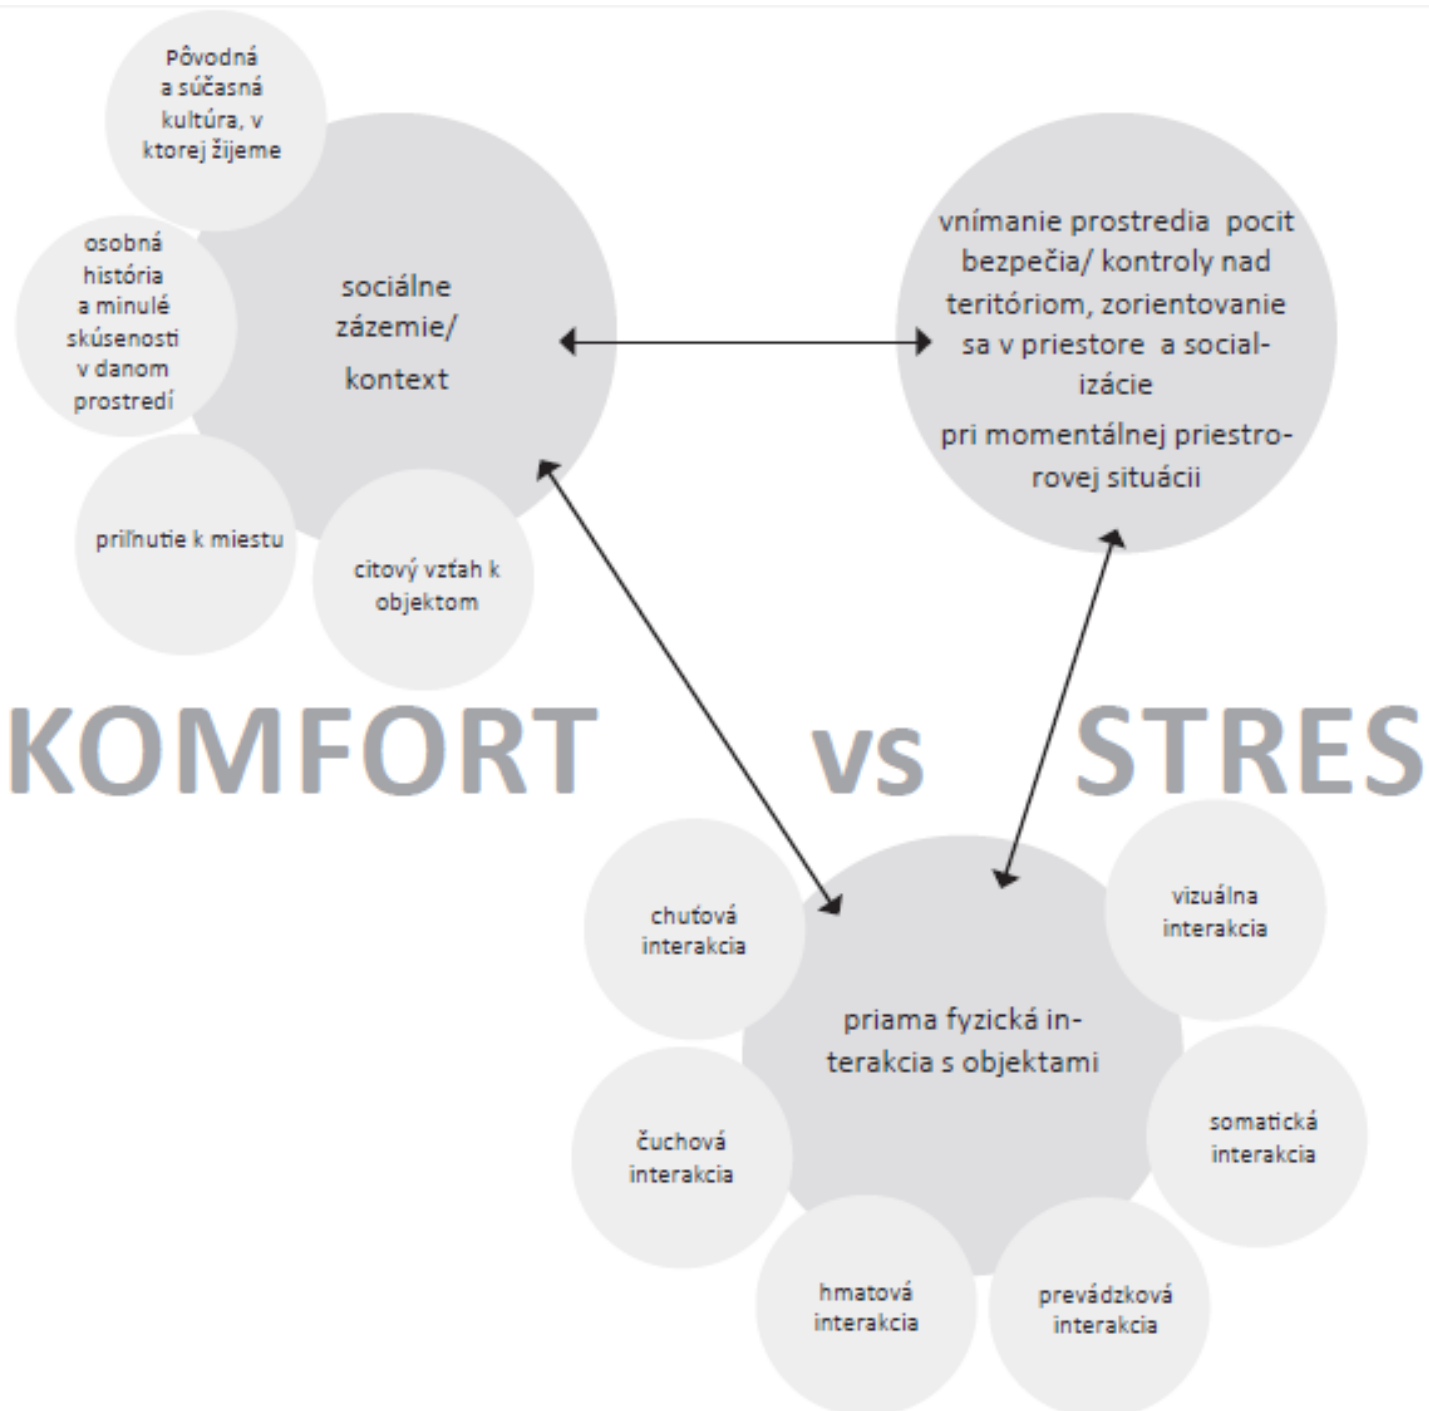 Pôvodná
a súčasná
kultúra, v
ktorej žijeme
osobná
história
a minulé
skúsenosti
v danom
prostredí
sociálne
zázemie/
kontext
priľnutie k miestu
citový vzťah k
objektom
vnímanie prostredia  pocit
bezpečia/ kontroly nad
teritóriom, zorientovanie
sa v priestore  a social-
izácie
pri momentálnej priestro-
rovej situácii
KOMFORT vs STRES
chuťová
interakcia
vizuálna
interakcia
priama fyzická in-
terakcia s objektami
čuchová
interakcia
somatická
interakcia
hmatová
interakcia
prevádzková
interakcia